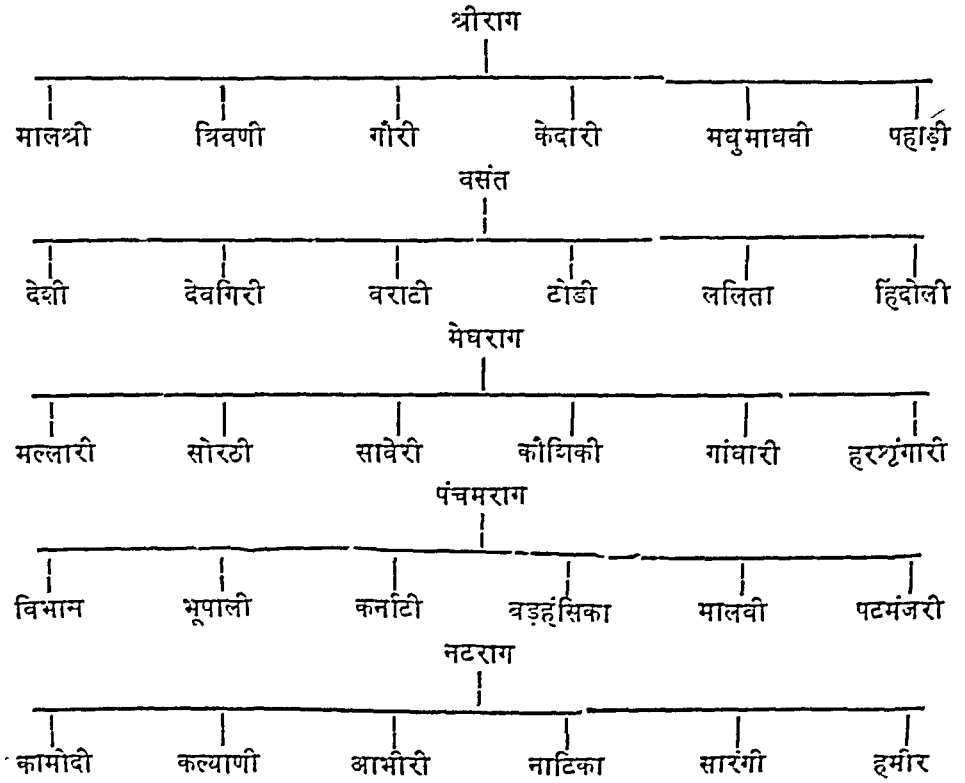 श्रीराग
मालश्री त्रिवणी गौरी केदारी मधुमाधवी पहाड़ी
वसंत
देशी देवगिरी वराटी टोडी ललिता हिंदोली
मेघराग
मल्लारी सोरठी सावेरी कौशिकी गांधारी हरशृंगारी
पंचमराग
विभास भूपाली कर्नाटी वड़हंसिका मालवी पटमंजरी
नटराग
कामोदी कल्याणी आभीरी नाटिका सारंगी हमीर